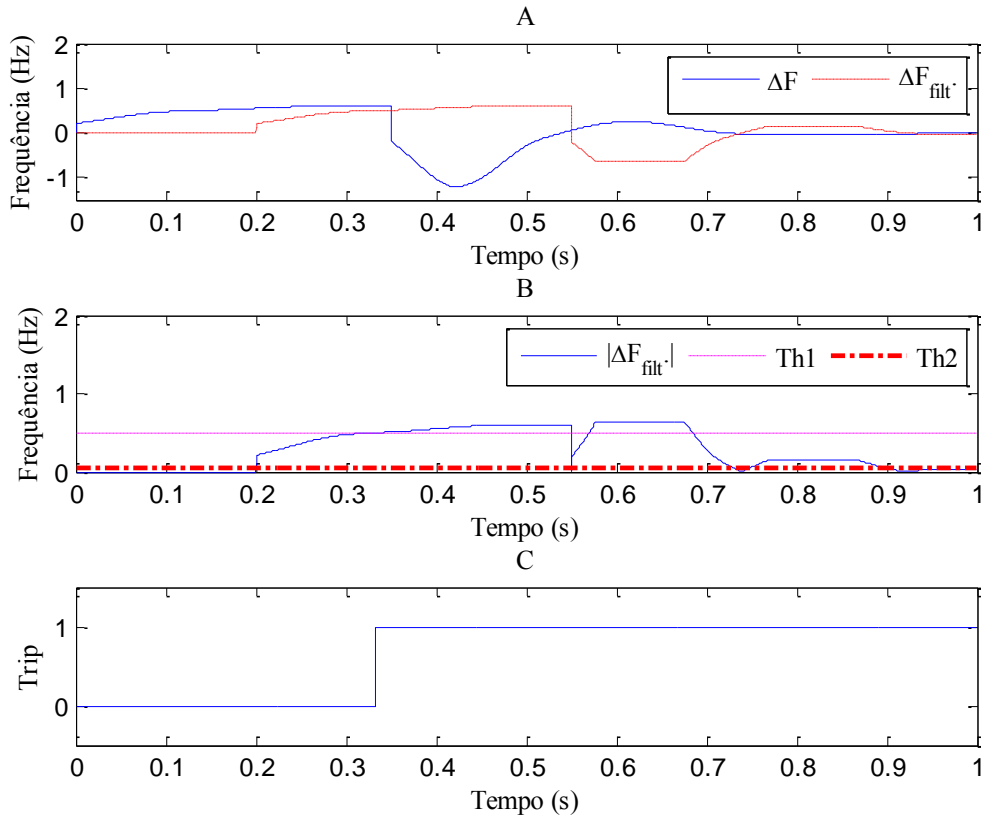 A
Frequência (Hz)
2
1
0
-1
ΔF ΔF filt.
0 0.1 0.2 0.3 0.4 0.5 0.6 0.7 0.8 0.9 1
Tempo (s)
B
Frequência (Hz)
2
1
0
|ΔF filt.| Th1 Th2
0 0.1 0.2 0.3 0.4 0.5 0.6 0.7 0.8 0.9 1
Tempo (s)
C
Trip
1
0
0 0.1 0.2 0.3 0.4 0.5 0.6 0.7 0.8 0.9 1
Tempo (s)